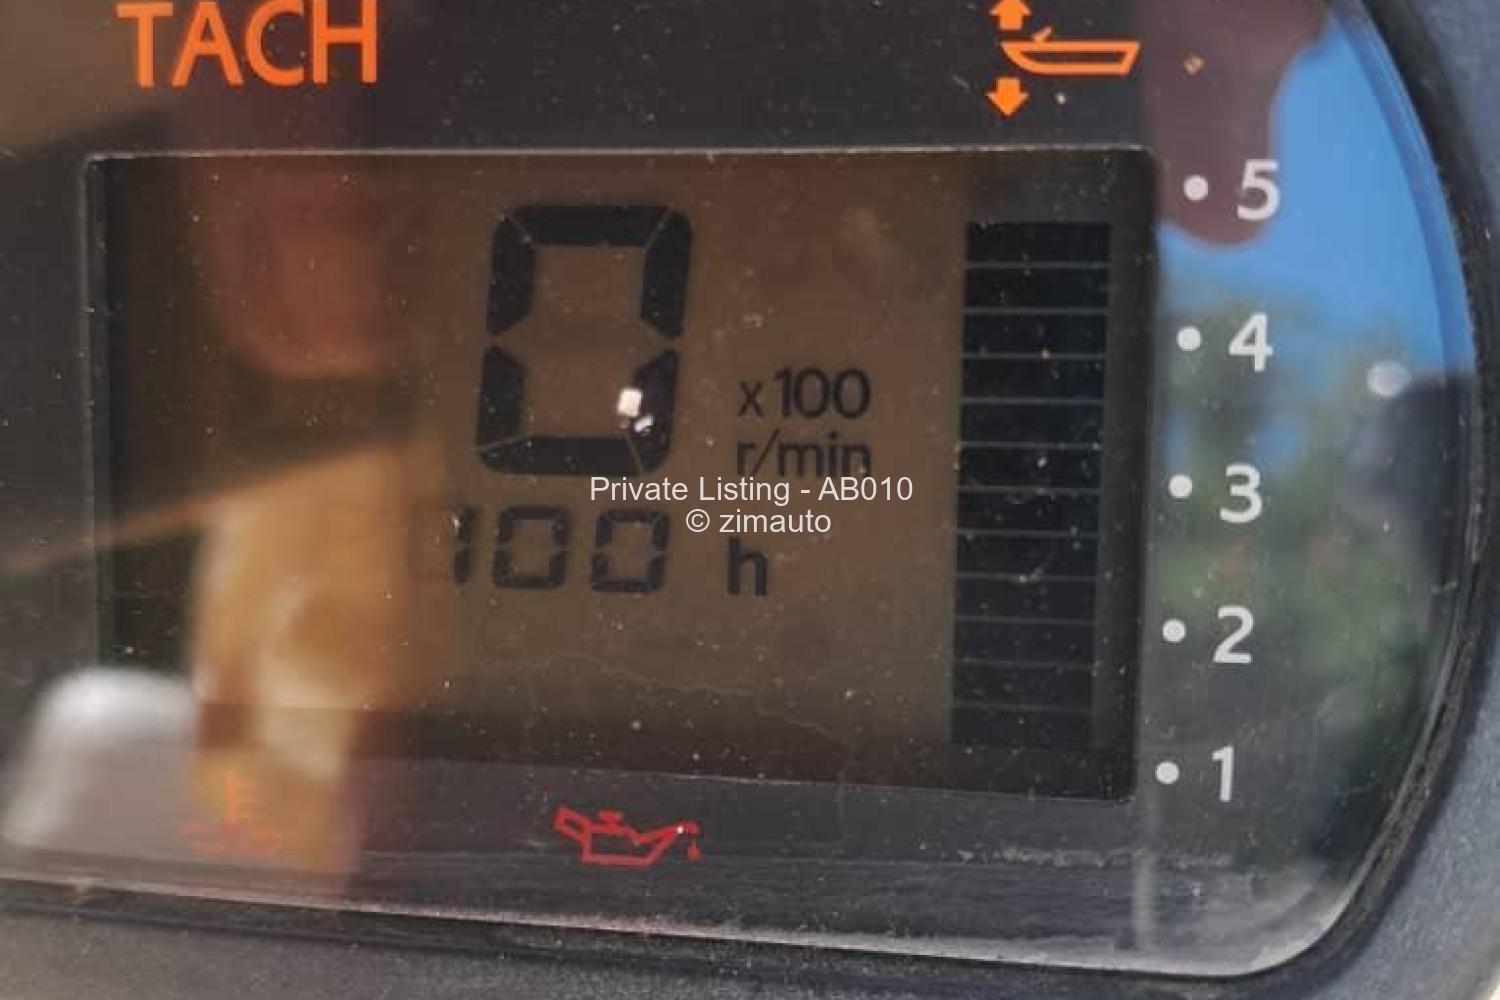 TACH
5
4
0 x100
r/min
3
Private Listing - AB010
© zimauto
100 h
2
1